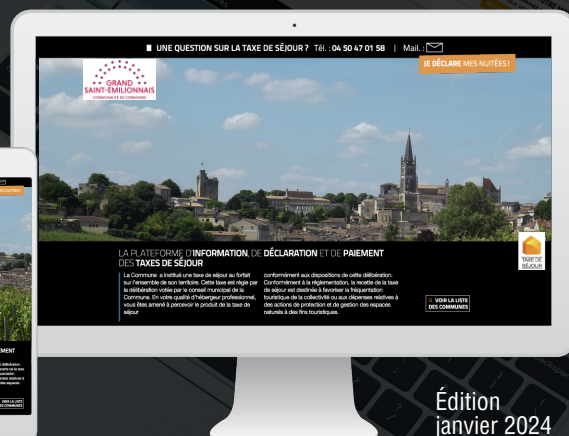 UNE QUESTION SUR LA TAXE DE SÉJOUR ? Tél. : 04 50 47 01 58 | Mail. :
JE DÉCLARE MES NUITÉES !
GRAND
SAINT-ÉMILIONNAIS
COMMUNAUTÉ DE COMMUNES
LA PLATEFORME D'INFORMATION, DE DÉCLARATION ET DE PAIEMENT
DES TAXES DE SÉJOUR
La Commune a institué une taxe de séjour au forfait
sur l'ensemble de son territoire. Cette taxe est régie par
la délibération votée par le conseil municipal de la
Commune. En votre qualité d'hébergeur professionnel,
vous êtes amené à percevoir le produit de la taxe de
séjour
conformément aux dispositions de cette délibération.
Conformément à la réglementation, la recette de la taxe
de séjour est destinée à favoriser la fréquentation
touristique de la collectivité ou aux dépenses relatives à
des actions de protection et de gestion des espaces
naturels à des fins touristiques.
TAXE DE
SÉJOUR
VOIR LA LISTE
DES COMMUNES
Édition
janvier 2024